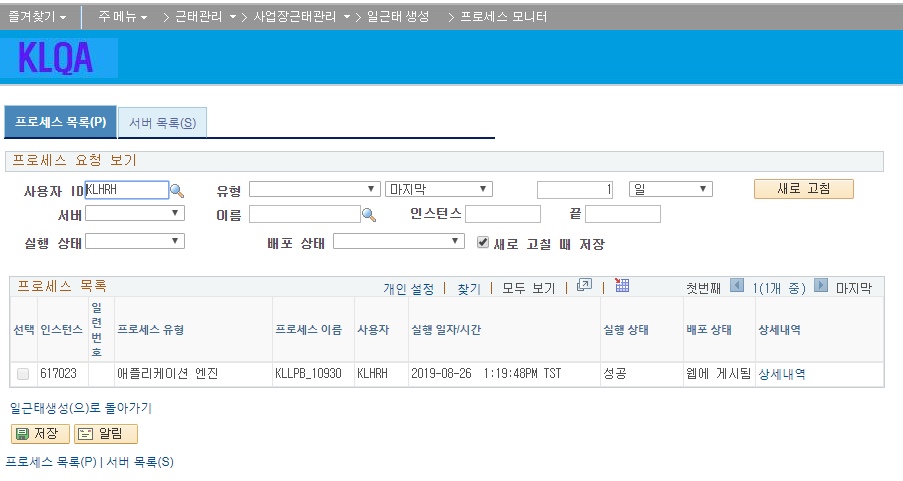 즐겨찾기 주 메뉴 근태관리 사업장근태관리 일근태 생성 프로세스 모니터
KLQA
프로세스 목록(P) 서버 목록(S)
프로세스 요청 보기
사용자 ID KLHRH 유형 마지막 1 일 새로 고침
서버 이름 인스턴스 끝
실행 상태 배포 상태 새로 고칠 때 저장
프로세스 목록 개인 설정 | 찾기 | 모두 보기 | | 첫번째 1(1개 중) 마지막
선택 인스턴스 일련번호 프로세스 유형 프로세스 이름 사용자 실행 일자/시간 실행 상태 배포 상태 상세내역
617023 애플리케이션 엔진 KLLPB_10930 KLHRH 2019-08-26 1:19:48PM TST 성공 웹에 게시됨 상세내역
일근태생성(으)로 돌아가기
저장 알림
프로세스 목록(P) | 서버 목록(S)